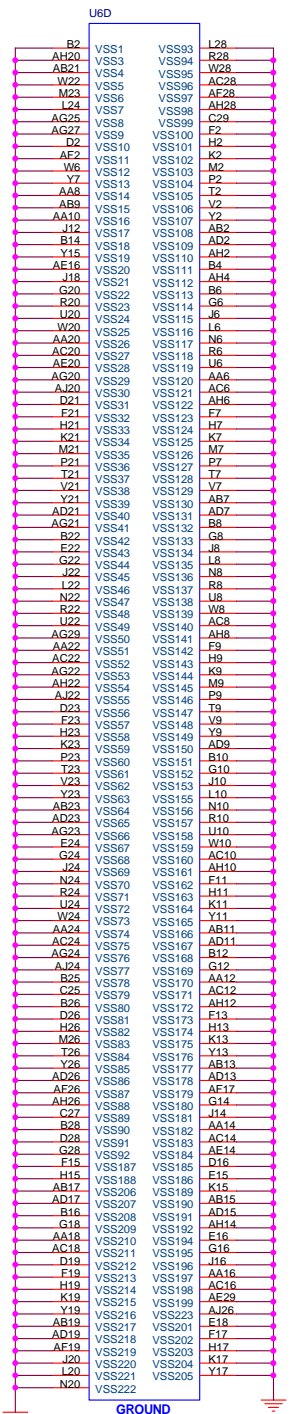 U6D
B2 VSS1 VSS93 L28
AH20 VSS3 VSS94 R28
AB21 VSS4 VSS95 W28
W22 VSS5 VSS96 AC28
M23 VSS6 VSS97 AF28
L24 VSS7 VSS98 AH28
AG25 VSS8 VSS99 C29
AG27 VSS9 VSS100 F2
D2 VSS10 VSS101 H2
AF2 VSS11 VSS102 K2
W6 VSS12 VSS103 M2
Y7 VSS13 VSS104 P2
AA8 VSS14 VSS105 T2
AB9 VSS15 VSS106 V2
AA10 VSS16 VSS107 Y2
J12 VSS17 VSS108 AB2
B14 VSS18 VSS109 AD2
Y15 VSS19 VSS110 AH2
AE16 VSS20 VSS111 B4
J18 VSS21 VSS112 AH4
G20 VSS22 VSS113 B6
R20 VSS23 VSS114 G6
U20 VSS24 VSS115 J6
W20 VSS25 VSS116 L6
AA20 VSS26 VSS117 N6
AC20 VSS27 VSS118 R6
AE20 VSS28 VSS119 U6
AG20 VSS29 VSS120 AA6
AJ20 VSS30 VSS121 AC6
D21 VSS31 VSS122 AH6
F21 VSS32 VSS123 F7
H21 VSS33 VSS124 H7
K21 VSS34 VSS125 K7
M21 VSS35 VSS126 M7
P21 VSS36 VSS127 P7
T21 VSS37 VSS128 T7
V21 VSS38 VSS129 V7
Y21 VSS39 VSS130 AB7
AD21 VSS40 VSS131 AD7
AG21 VSS41 VSS132 B8
B22 VSS42 VSS133 G8
E22 VSS43 VSS134 J8
G22 VSS44 VSS135 L8
J22 VSS45 VSS136 N8
L22 VSS46 VSS137 R8
N22 VSS47 VSS138 U8
R22 VSS48 VSS139 W8
U22 VSS49 VSS140 AC8
AG29 VSS50 VSS141 AH8
AA22 VSS51 VSS142 F9
AC22 VSS52 VSS143 H9
AG22 VSS53 VSS144 K9
AH22 VSS54 VSS145 M9
AJ22 VSS55 VSS146 P9
D23 VSS56 VSS147 T9
F23 VSS57 VSS148 V9
H23 VSS58 VSS149 Y9
K23 VSS59 VSS150 AD9
P23 VSS60 VSS151 B10
T23 VSS61 VSS152 G10
V23 VSS62 VSS153 J10
Y23 VSS63 VSS155 L10
AB23 VSS64 VSS156 N10
AD23 VSS65 VSS157 R10
AG23 VSS66 VSS158 U10
E24 VSS67 VSS159 W10
G24 VSS68 VSS160 AC10
J24 VSS69 VSS161 AH10
N24 VSS70 VSS162 F11
R24 VSS71 VSS163 H11
U24 VSS72 VSS164 K11
W24 VSS73 VSS165 Y11
AA24 VSS74 VSS166 AB11
AC24 VSS75 VSS167 AD11
AG24 VSS76 VSS168 B12
AJ24 VSS77 VSS169 G12
B25 VSS78 VSS170 AA12
C25 VSS79 VSS171 AC12
B26 VSS80 VSS172 AH12
D26 VSS81 VSS173 F13
H26 VSS82 VSS174 H13
M26 VSS83 VSS175 K13
T26 VSS84 VSS176 Y13
Y26 VSS85 VSS177 AB13
AD26 VSS86 VSS178 AD13
AF26 VSS87 VSS179 AF17
AH26 VSS88 VSS180 G14
C27 VSS89 VSS181 J14
B28 VSS90 VSS182 AA14
D28 VSS91 VSS183 AC14
G28 VSS92 VSS184 AE14
F15 VSS187 VSS185 D16
H15 VSS188 VSS186 E15
AB17 VSS206 VSS189 K15
AD17 VSS207 VSS190 AB15
B16 VSS208 VSS191 AD15
G18 VSS209 VSS192 AH14
AA18 VSS210 VSS194 E16
AC18 VSS211 VSS195 G16
D19 VSS212 VSS196 J16
F19 VSS213 VSS197 AA16
H19 VSS214 VSS198 AC16
K19 VSS215 VSS199 AE29
Y19 VSS216 VSS223 AJ26
AB19 VSS217 VSS201 E18
AD19 VSS218 VSS202 F17
AF19 VSS219 VSS203 H17
J20 VSS220 VSS204 K17
L20 VSS221 VSS205 Y17
N20 VSS222
GROUND